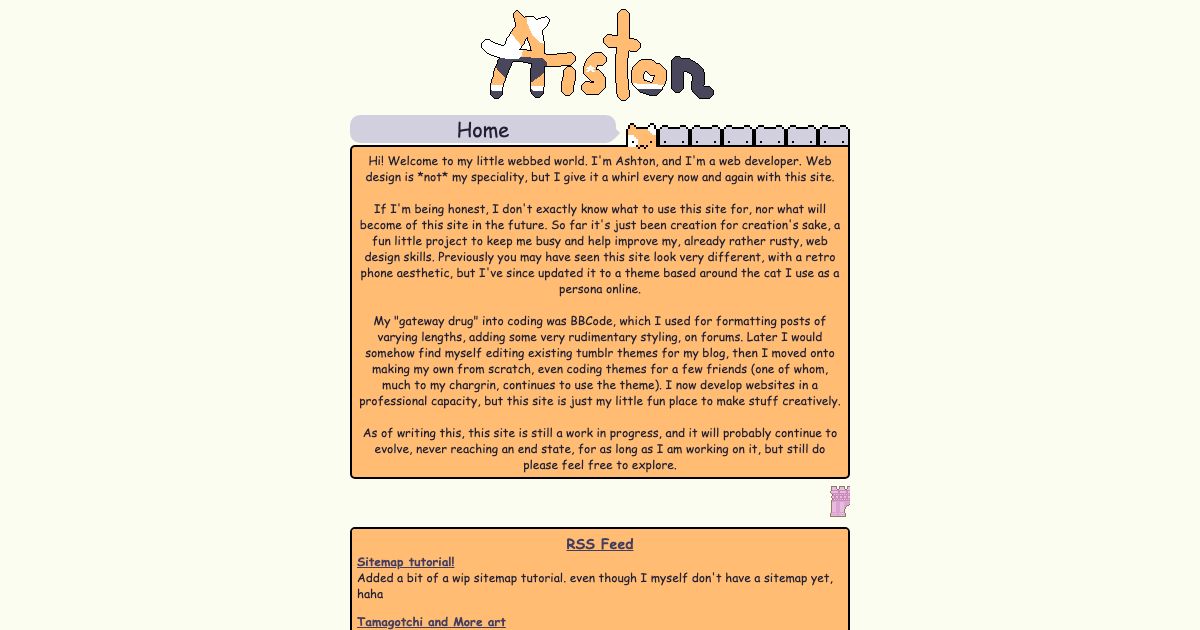 Ashton
Home
Hi! Welcome to my little webbed world. I'm Ashton, and I'm a web developer. Web
design is *not* my speciality, but I give it a whirl every now and again with this site.
If I'm being honest, I don't exactly know what to use this site for, nor what will
become of this site in the future. So far it's just been creation for creation's sake, a
fun little project to keep me busy and help improve my, already rather rusty, web
design skills. Previously you may have seen this site look very different, with a retro
phone aesthetic, but I've since updated it to a theme based around the cat I use as a
persona online.
My "gateway drug" into coding was BBCode, which I used for formatting posts of
varying lengths, adding some very rudimentary styling, on forums. Later I would
somehow find myself editing existing tumblr themes for my blog, then I moved onto
making my own from scratch, even coding themes for a few friends (one of whom,
much to my chargrin, continues to use the theme). I now develop websites in a
professional capacity, but this site is just my little fun place to make stuff creatively.
As of writing this, this site is still a work in progress, and it will probably continue to
evolve, never reaching an end state, for as long as I am working on it, but still do
please feel free to explore.
RSS Feed
Sitemap tutorial!
Added a bit of a wip sitemap tutorial. even though I myself don't have a sitemap yet,
haha
Tamagotchi and More art